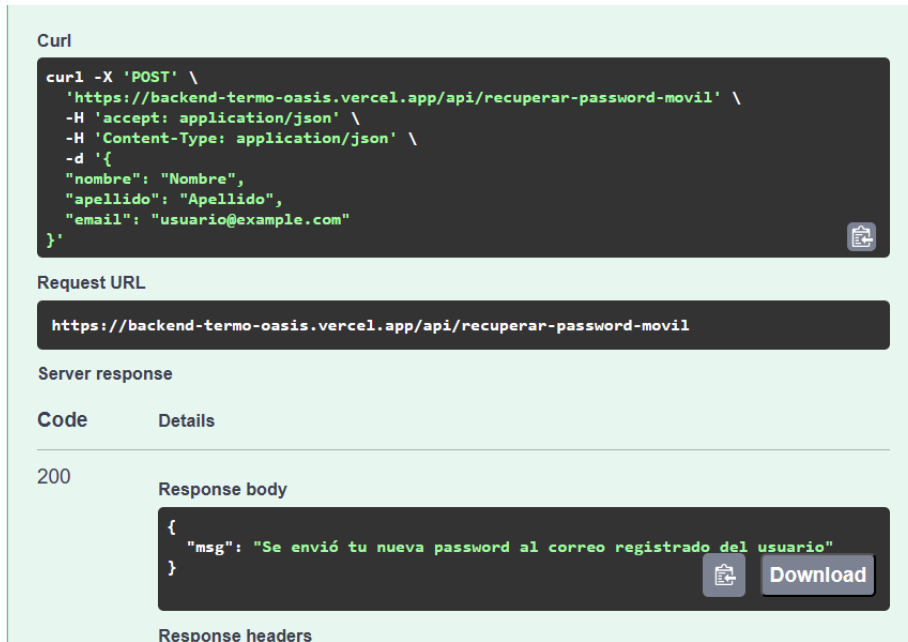 Curl
curl -X 'POST' \
'https://backend-termo-oasis.vercel.app/api/recuperar-password-movil' \
-H 'accept: application/json' \
-H 'Content-Type: application/json' \
-d '{
"nombre": "Nombre",
"apellido": "Apellido",
"email": "usuario@example.com"
}'
Request URL
https://backend-termo-oasis.vercel.app/api/recuperar-password-movil
Server response
Code Details
200
Response body
{
"msg": "Se envió tu nueva password al correo registrado del usuario"
}
Download
Response headers